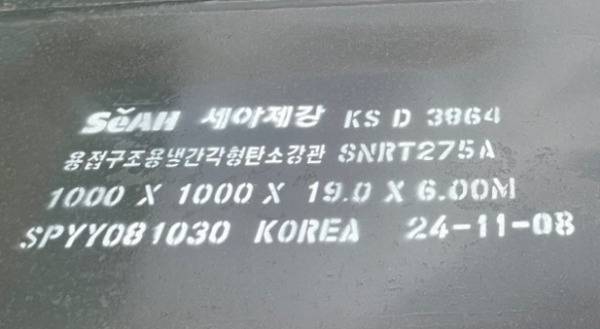 SeAH 세아제강 KS D 3864
용접구조용냉간각형탄소강관 SNRT275A
1000 X 1000 X 19.0 X 6.00M
SPYY081030 KOREA 24-11-08